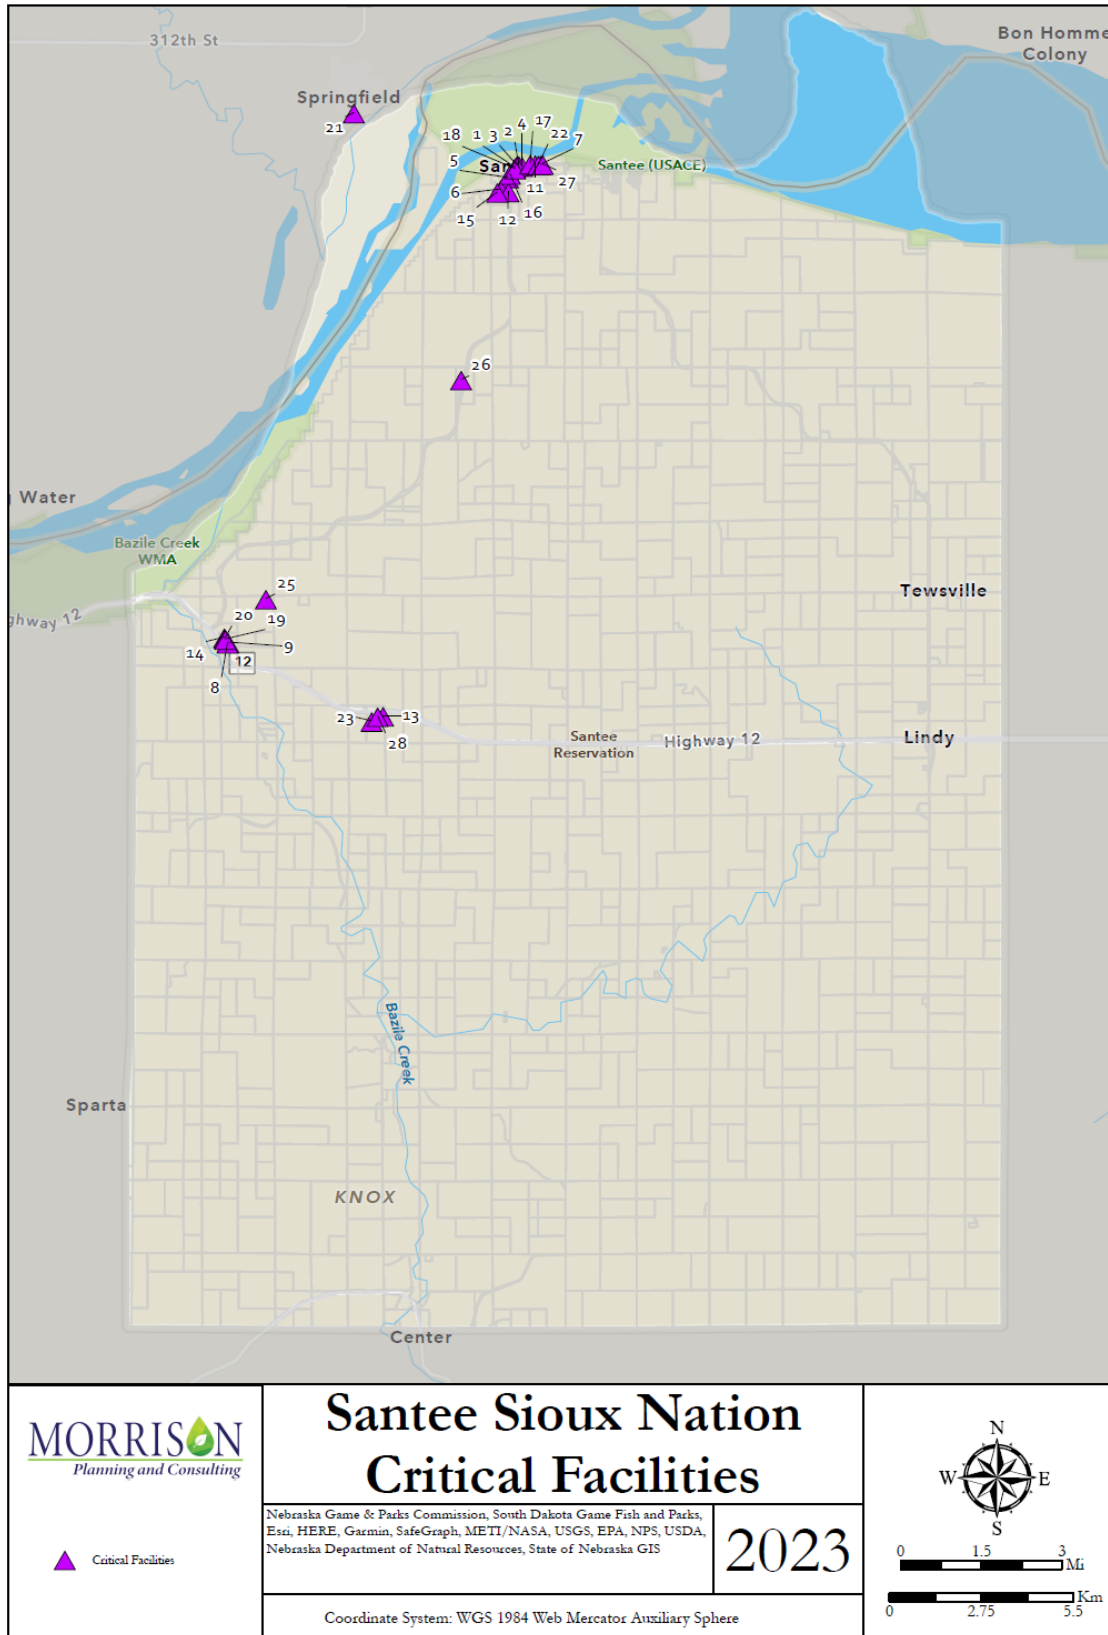 312th St
Bon Homme
Colony
Springfield
21
18
1
3
2
4
17
22
7
5
San
Santee (USACE)
6
11
27
15
12
16
26
g Water
Bazile Creek
WMA
25
Tewsville
ghway 12
20
19
14
9
12
8
23
13
28
Santee
Reservation
Highway 12
Lindy
Bazile Creek
Sparta
KNOX
Center
MORRISON
Planning and Consulting
Critical Facilities
Santee Sioux Nation
Critical Facilities
Nebraska Game & Parks Commission, South Dakota Game Fish and Parks,
Esri, HERE, Garmin, SafeGraph, METI/NASA, USGS, EPA, NPS, USDA,
Nebraska Department of Natural Resources, State of Nebraska GIS
2023
Coordinate System: WGS 1984 Web Mercator Auxiliary Sphere
N
W
E
S
0 1.5 3
Mi
Km
0 2.75 5.5